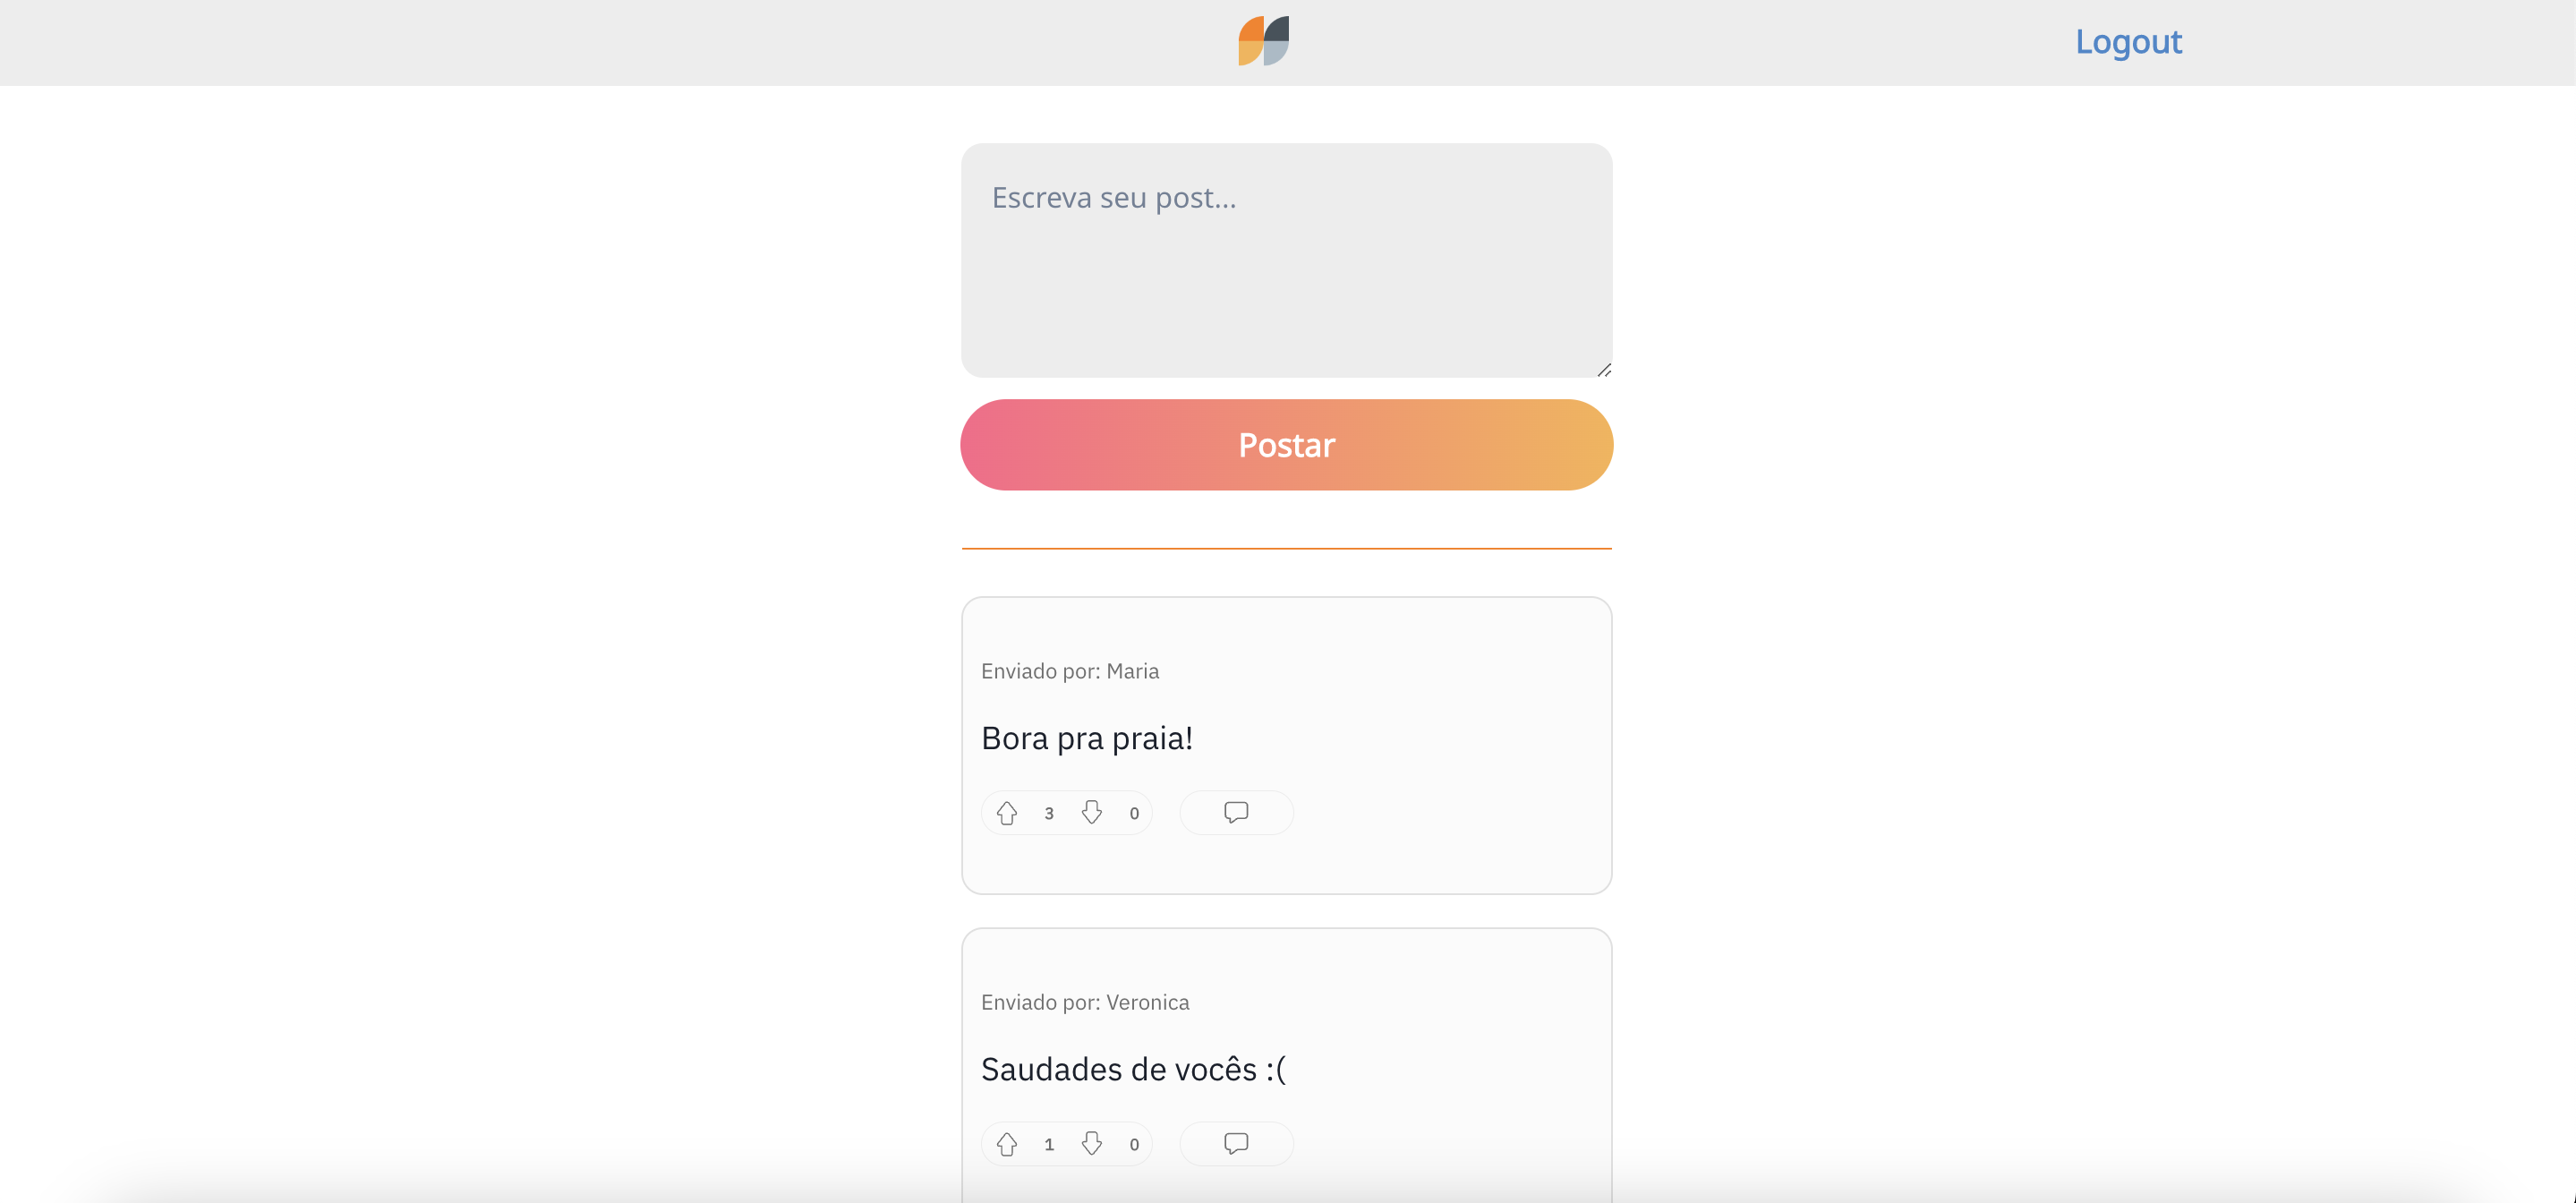 Logout
Escreva seu post...
Postar
Enviado por: Maria
Bora pra praia!
3 0
Enviado por: Veronica
Saudades de vocês :(
1 0